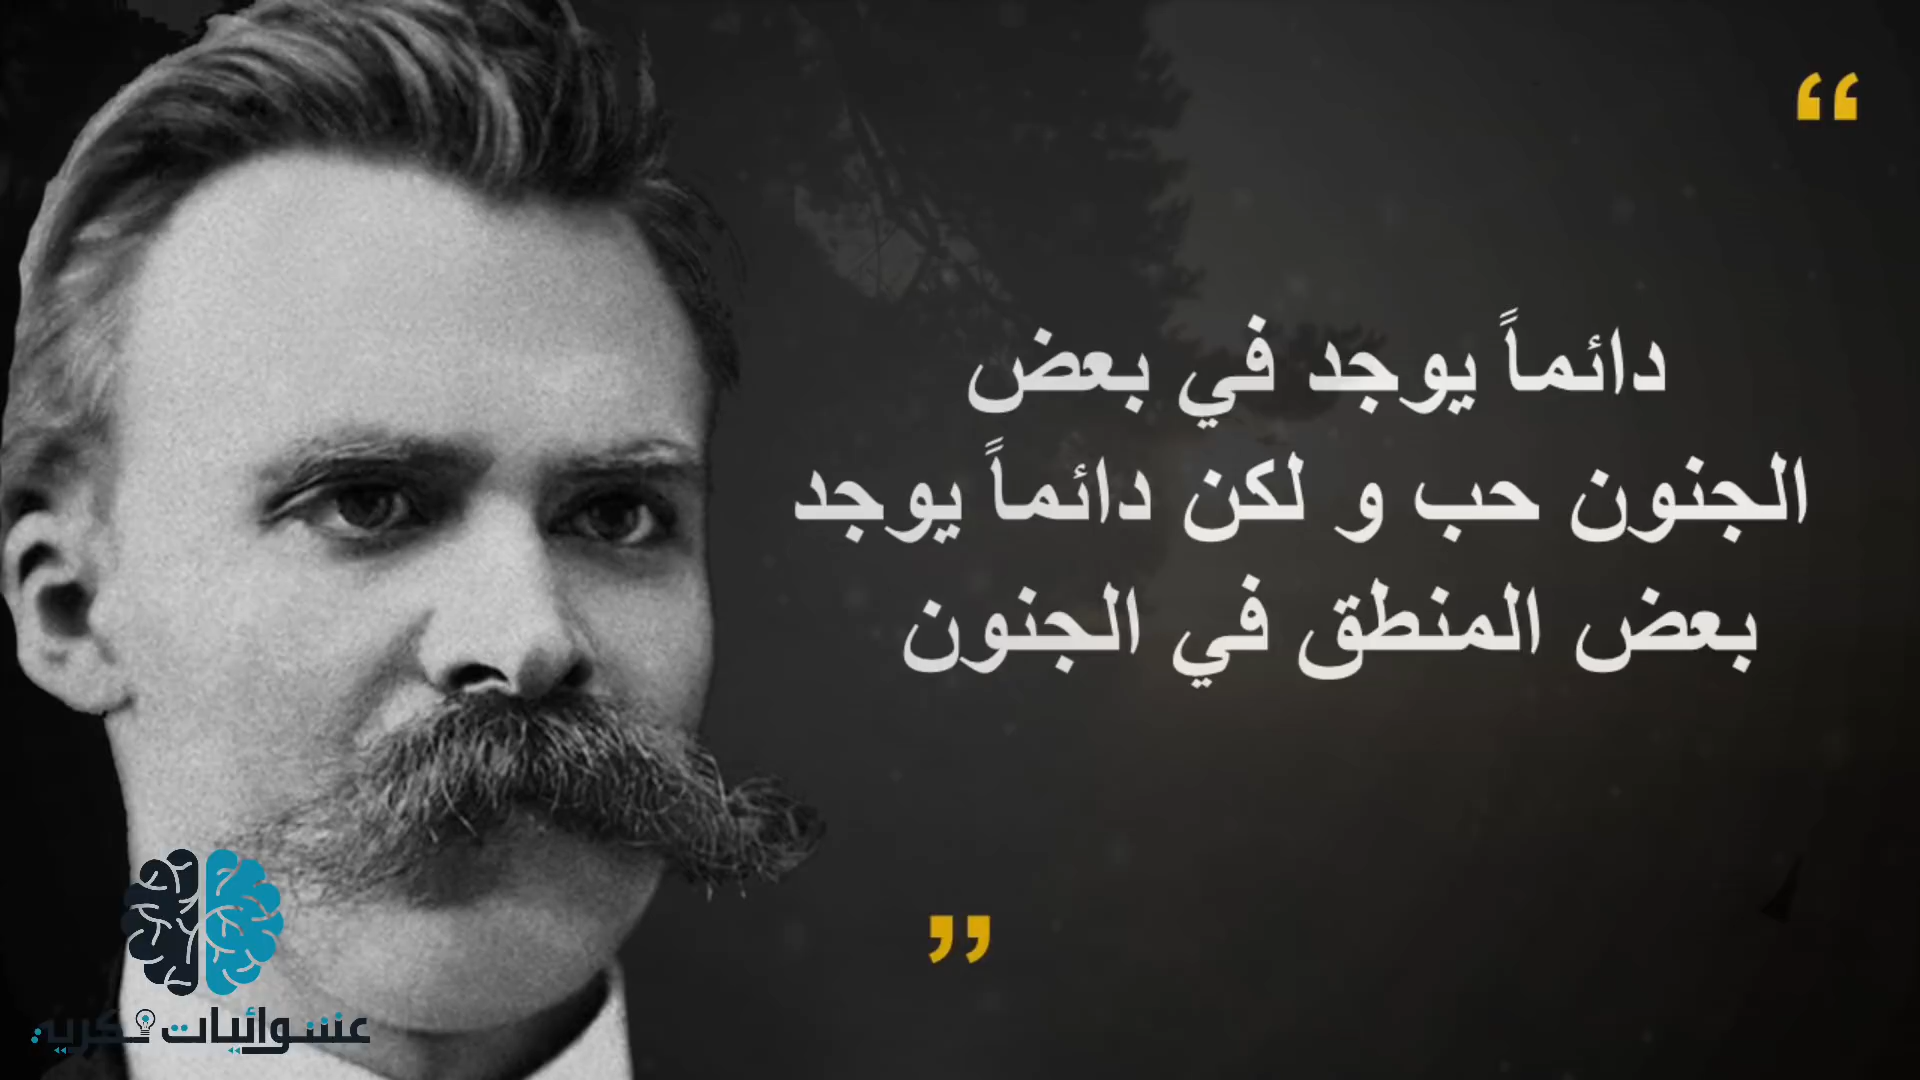 دائماً يوجد في بعض
الجنون حب و لكن دائماً يوجد
بعض المنطق في الجنون
عشوائيات فكرية